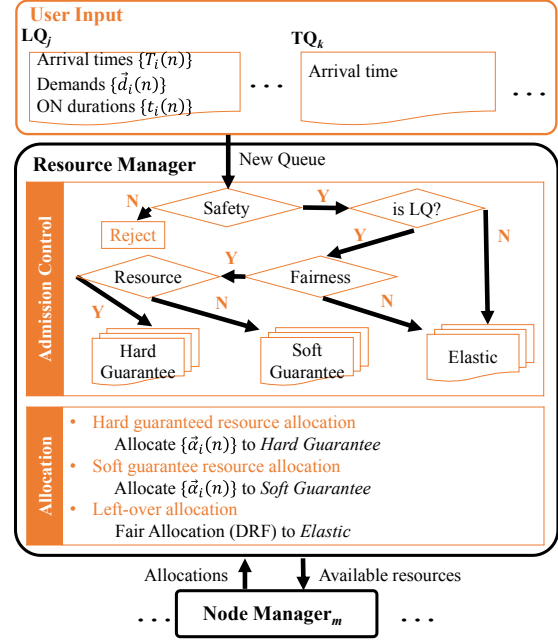 User Input
LQj
TQk
Arrival times {Ti(n)}
Demands {d⃗i(n)}
ON durations {ti(n)}
. . .
Arrival time
. . .
Resource Manager
New Queue
Admission Control
N
Safety
Y
is LQ?
Reject
Y
N
Resource
Y
Fairness
Y
N
N
Hard
Guarantee
Soft
Guarantee
Elastic
Allocation
• Hard guaranteed resource allocation
Allocate {α⃗i(n)} to Hard Guarantee
• Soft guarantee resource allocation
Allocate {α⃗i(n)} to Soft Guarantee
• Left-over allocation
Fair Allocation (DRF) to Elastic
Allocations
Available resources
. . .
Node Managerm
. . .